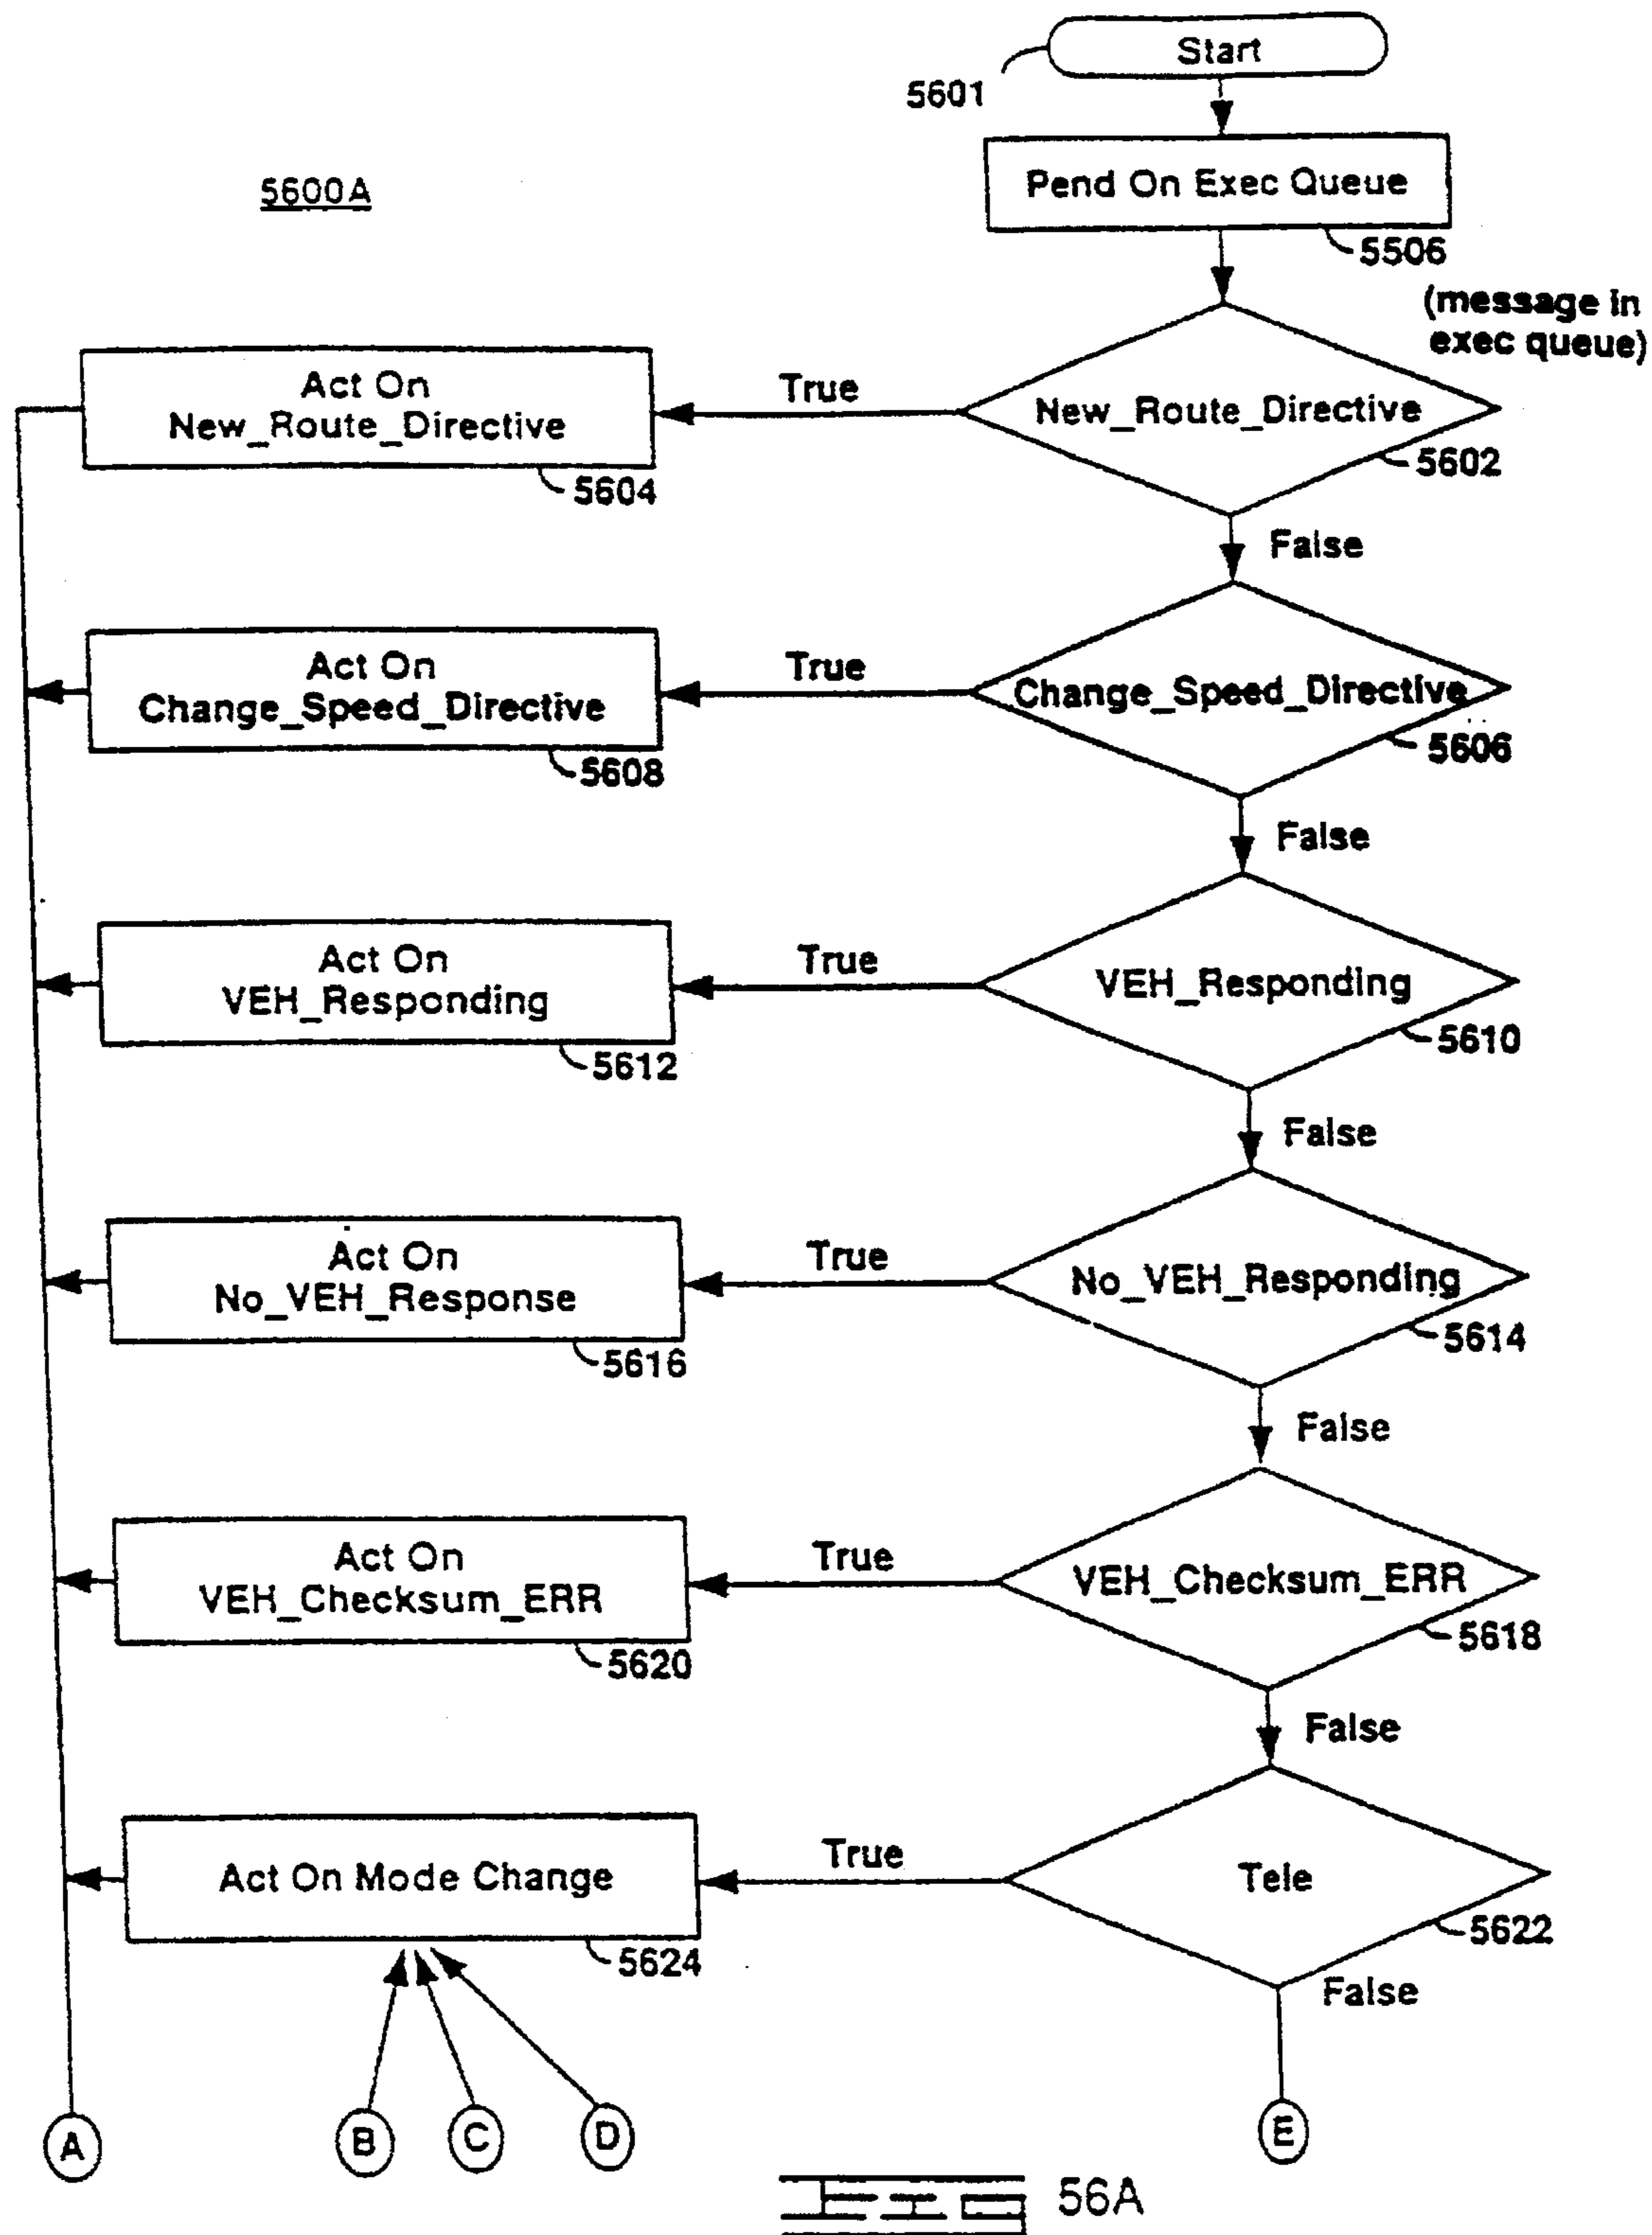 Start
5601
5600A
Pend On Exec Queue
5506
(message in
exec queue)
Act On
New_Route_Directive
5604
True
New_Route_Directive
5602
False
Act On
Change_Speed_Directive
5608
True
Change_Speed_Directive
5606
False
Act On
VEH_Responding
5612
True
VEH_Responding
5610
False
Act On
No_VEH_Response
5616
True
No_VEH_Responding
5614
False
Act On
VEH_Checksum_ERR
5620
True
VEH_Checksum_ERR
5618
False
Act On Mode Change
5624
True
Tele
5622
False
A
B
C
D
E
56A